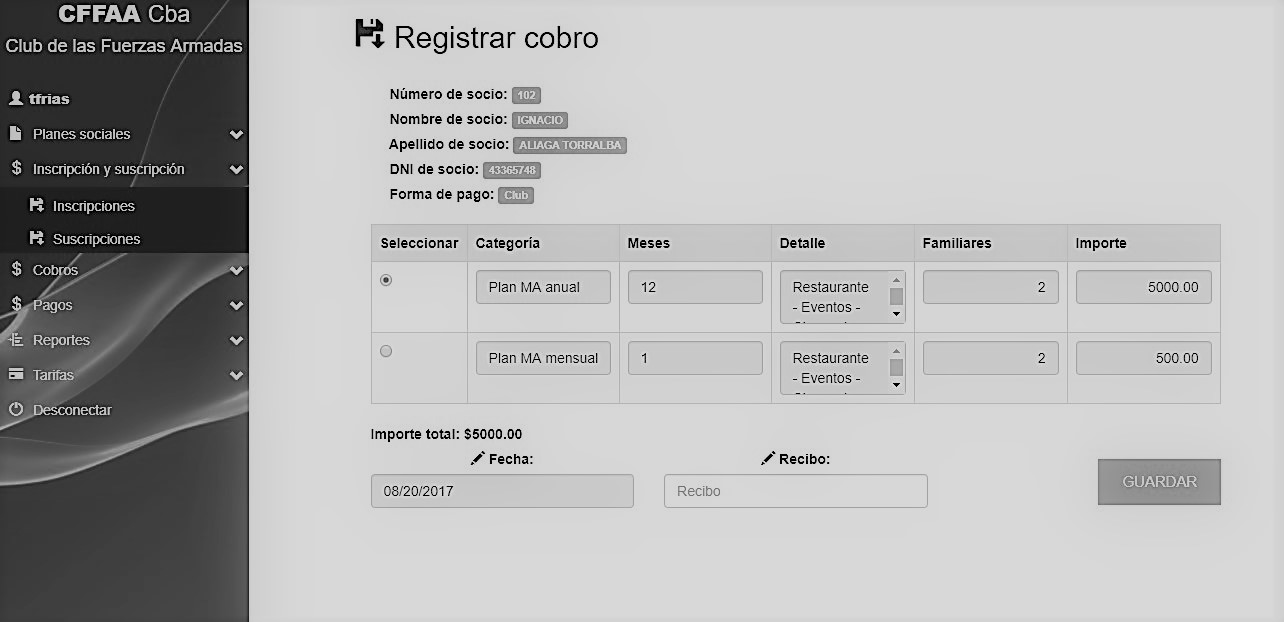 CFFAA Cba
Club de las Fuerzas Armadas
tfrias
Planes sociales
Inscripción y suscripción
Inscripciones
Suscripciones
Cobros
Pagos
Reportes
Tarifas
Desconectar
Registrar cobro
Número de socio: 102
Nombre de socio: IGNACIO
Apellido de socio: ALIAGA TORRALBA
DNI de socio: 43365748
Forma de pago: Club
Seleccionar Categoría Meses Detalle Familiares Importe
Plan MA anual 12 Restaurante 2 5000.00
- Eventos -
Plan MA mensual 1 Restaurante 2 500.00
- Eventos -
Importe total: $5000.00
Fecha: Recibo:
08/20/2017 Recibo
GUARDAR